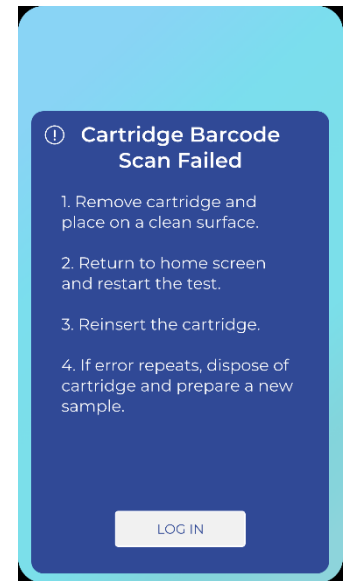 Cartridge Barcode
Scan Failed
1. Remove cartridge and
place on a clean surface.
2. Return to home screen
and restart the test.
3. Reinsert the cartridge.
4. If error repeats, dispose of
cartridge and prepare a new
sample.
LOG IN